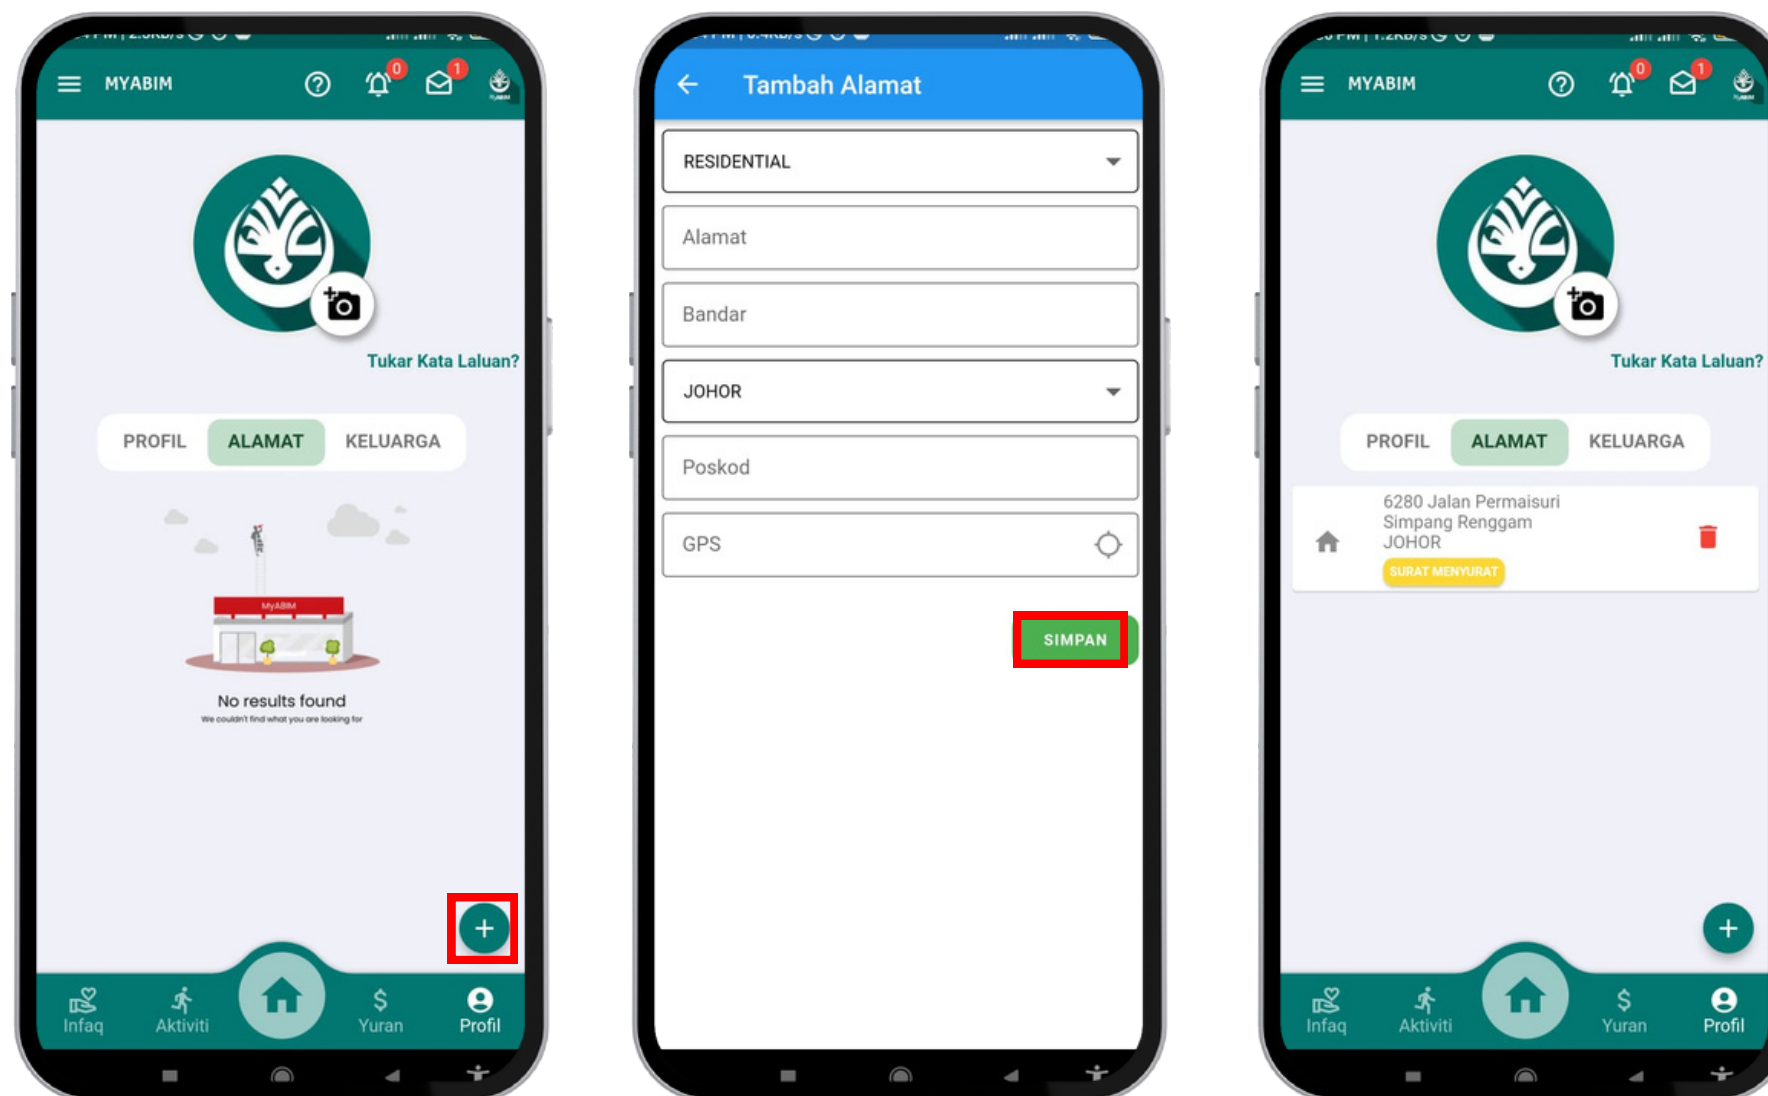 MYABIM
0
1
Tukar Kata Laluan?
PROFIL ALAMAT KELUARGA
MyABIM
No results found
We couldn't find what you are looking for
+
Infaq Aktiviti Yuran Profil
Tambah Alamat
RESIDENTIAL
Alamat
Bandar
JOHOR
Poskod
GPS
SIMPAN
MYABIM
0
1
Tukar Kata Laluan?
PROFIL ALAMAT KELUARGA
6280 Jalan Permaisuri
Simpang Renggam
JOHOR
SURAT MENYURAT
+
Infaq Aktiviti Yuran Profil